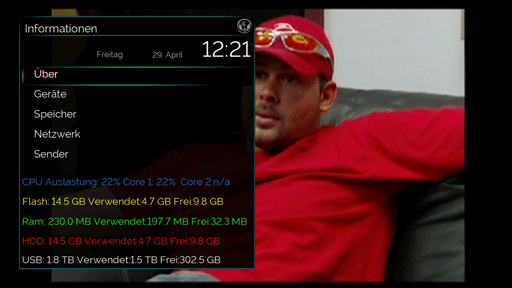 Informationen
Freitag 29. April 12:21
Über
Geräte
Speicher
Netzwerk
Sender
CPU Auslastung: 22% Core 1: 22% Core 2:n/a
Flash: 14.5 GB Verwendet:4.7 GB Frei:9.8 GB
Ram: 230.0 MB Verwendet:197.7 MB Frei:32.3 MB
HDD: 14.5 GB Verwendet:4.7 GB Frei:9.8 GB
USB: 1.8 TB Verwendet:1.5 TB Frei:302.5 GB